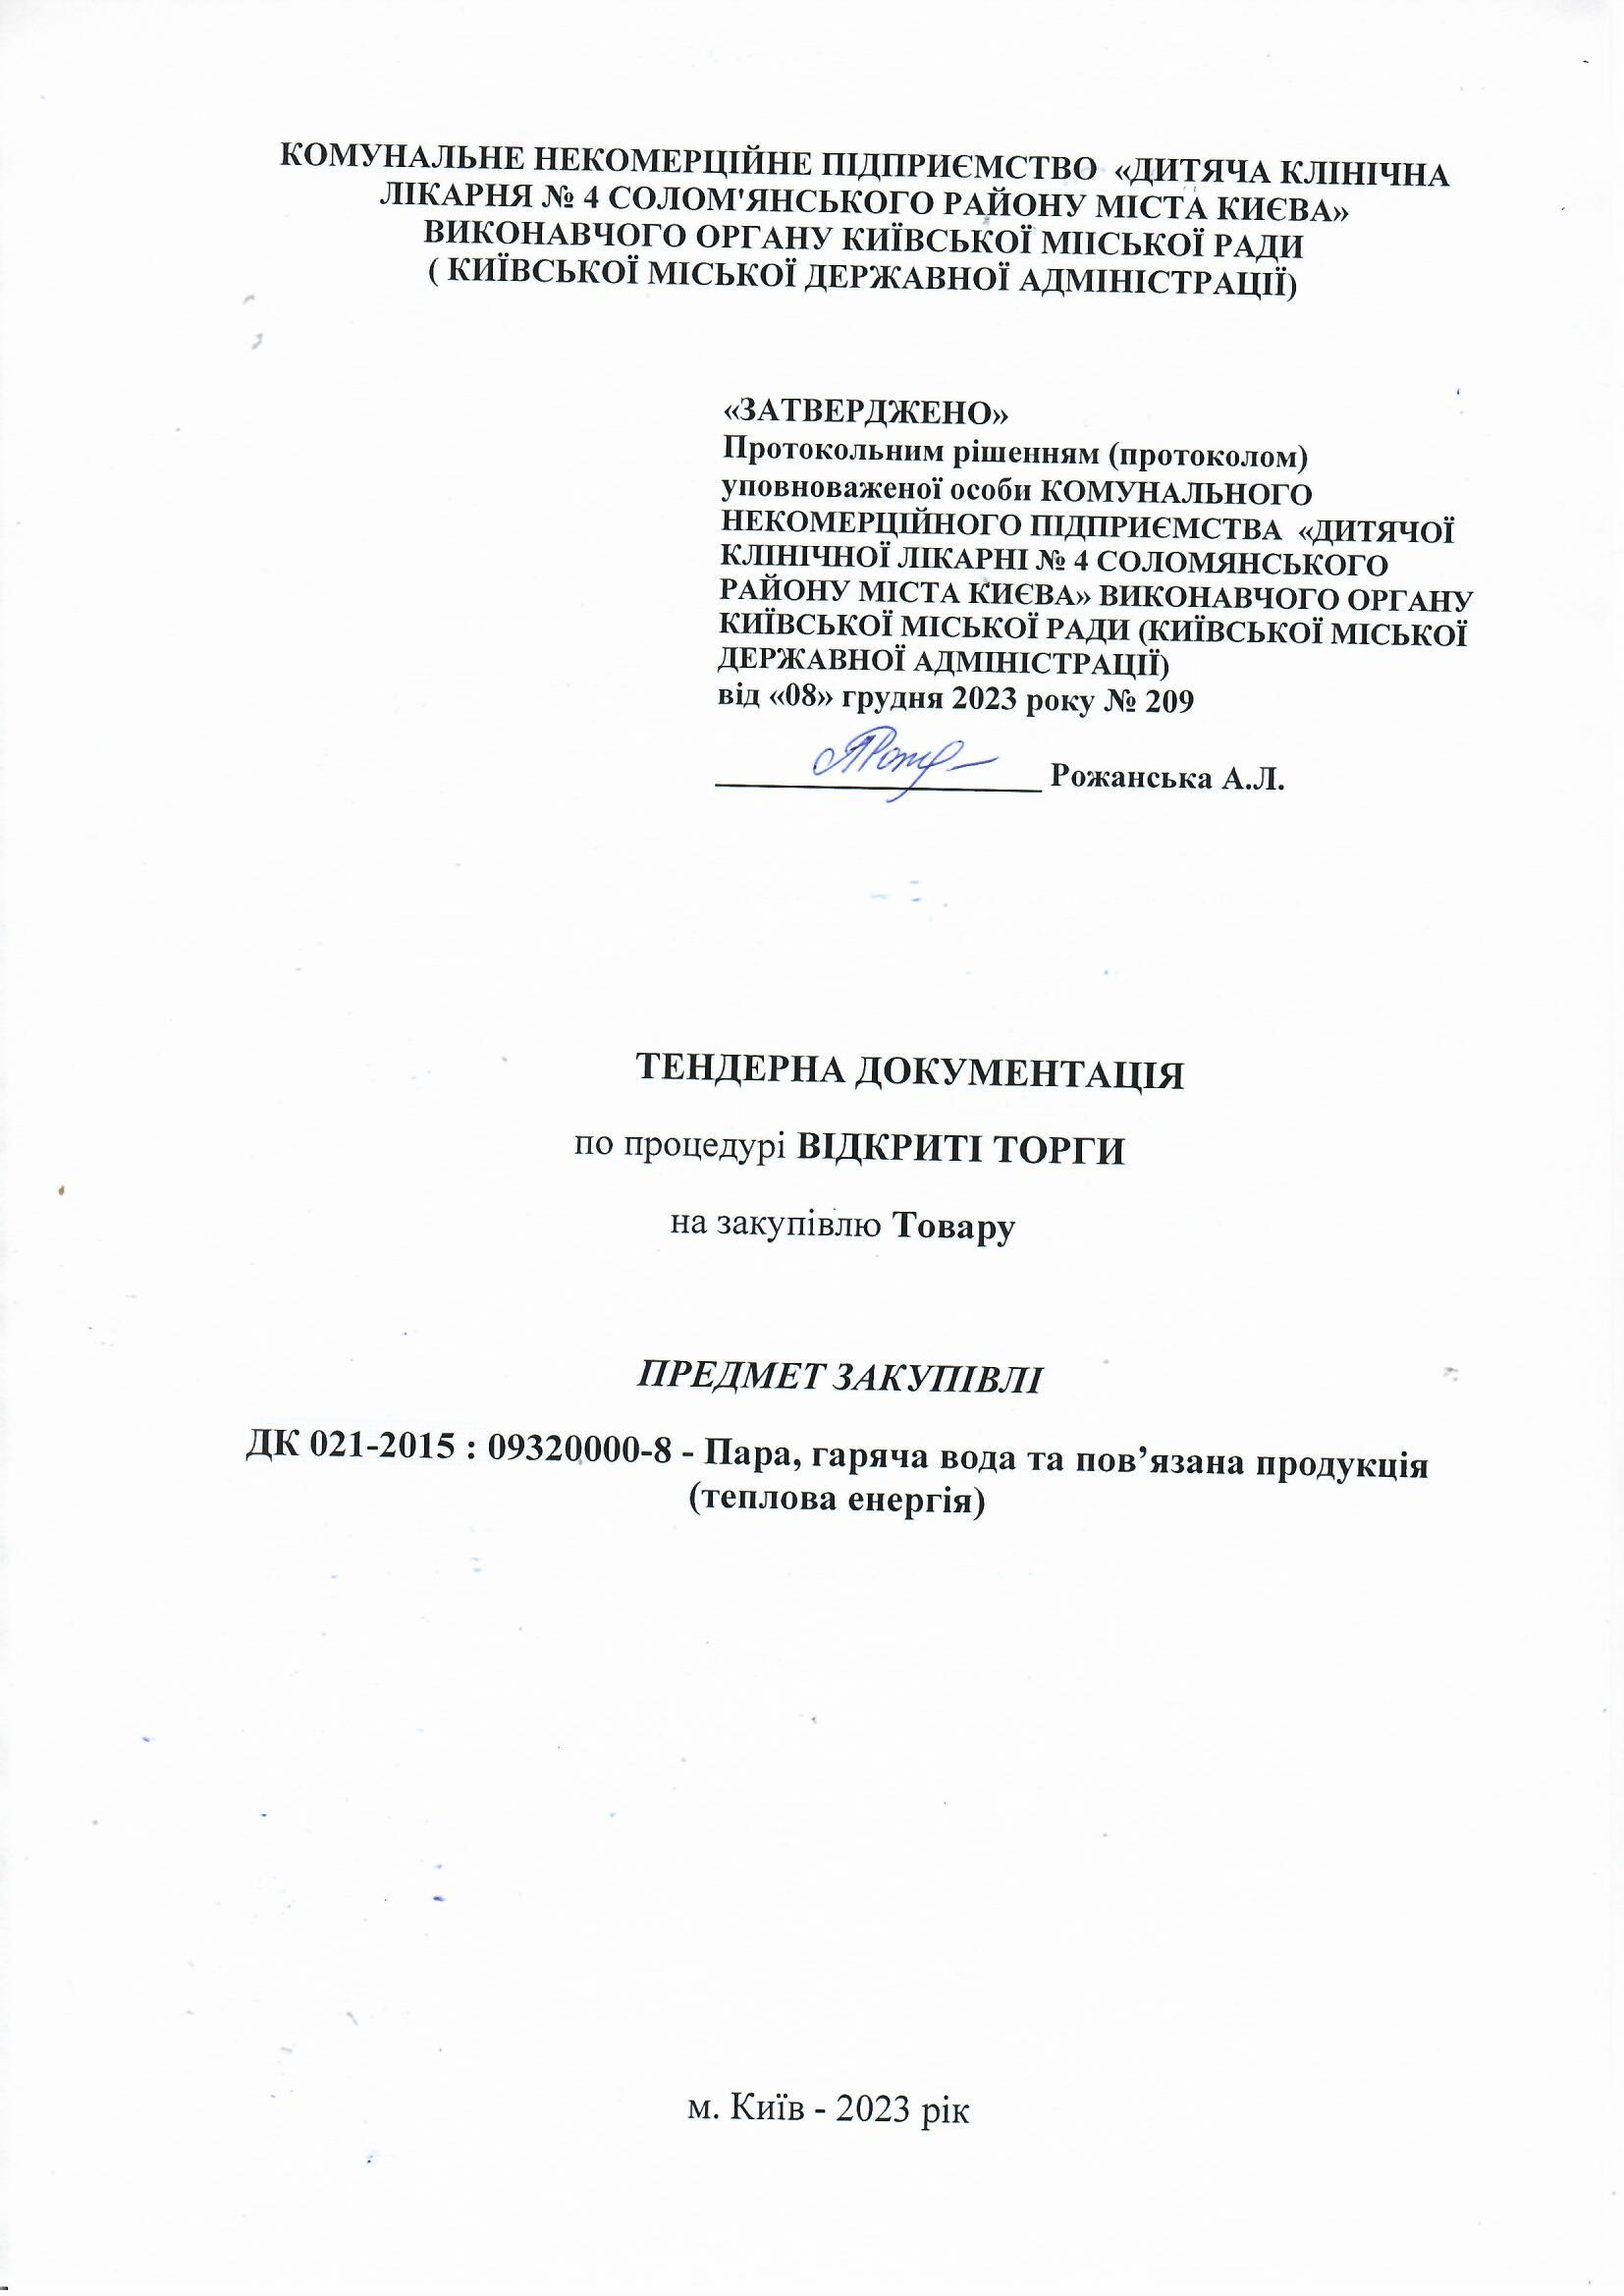 КОМУНАЛЬНЕ НЕКОМЕРЦІЙНЕ ПІДПРИЄМСТВО «ДИТЯЧА КЛІНІЧНА
ЛІКАРНЯ № 4 СОЛОМ'ЯНСЬКОГО РАЙОНУ МІСТА КИЄВА»
ВИКОНАВЧОГО ОРГАНУ КИЇВСЬКОЇ МІІСЬКОЇ РАДИ
( КИЇВСЬКОЇ МІСЬКОЇ ДЕРЖАВНОЇ АДМІНІСТРАЦІЇ)
«ЗАТВЕРДЖЕНО»
Протокольним рішенням (протоколом)
уповноваженої особи КОМУНАЛЬНОГО
НЕКОМЕРЦІЙНОГО ПІДПРИЄМСТВА «ДИТЯЧОЇ
КЛІНІЧНОЇ ЛІКАРНІ № 4 СОЛОМЯНСЬКОГО
РАЙОНУ МІСТА КИЄВА» ВИКОНАВЧОГО ОРГАНУ
КИЇВСЬКОЇ МІСЬКОЇ РАДИ (КИЇВСЬКОЇ МІСЬКОЇ
ДЕРЖАВНОЇ АДМІНІСТРАЦІЇ)
від «08» грудня 2023 року № 209
Рожанська А.Л.
ТЕНДЕРНА ДОКУМЕНТАЦІЯ
по процедурі ВІДКРИТІ ТОРГИ
на закупівлю Товару
ПРЕДМЕТ ЗАКУПІВЛІ
ДК 021-2015 : 09320000-8 - Пара, гаряча вода та пов’язана продукція
(теплова енергія)
м. Київ - 2023 рік